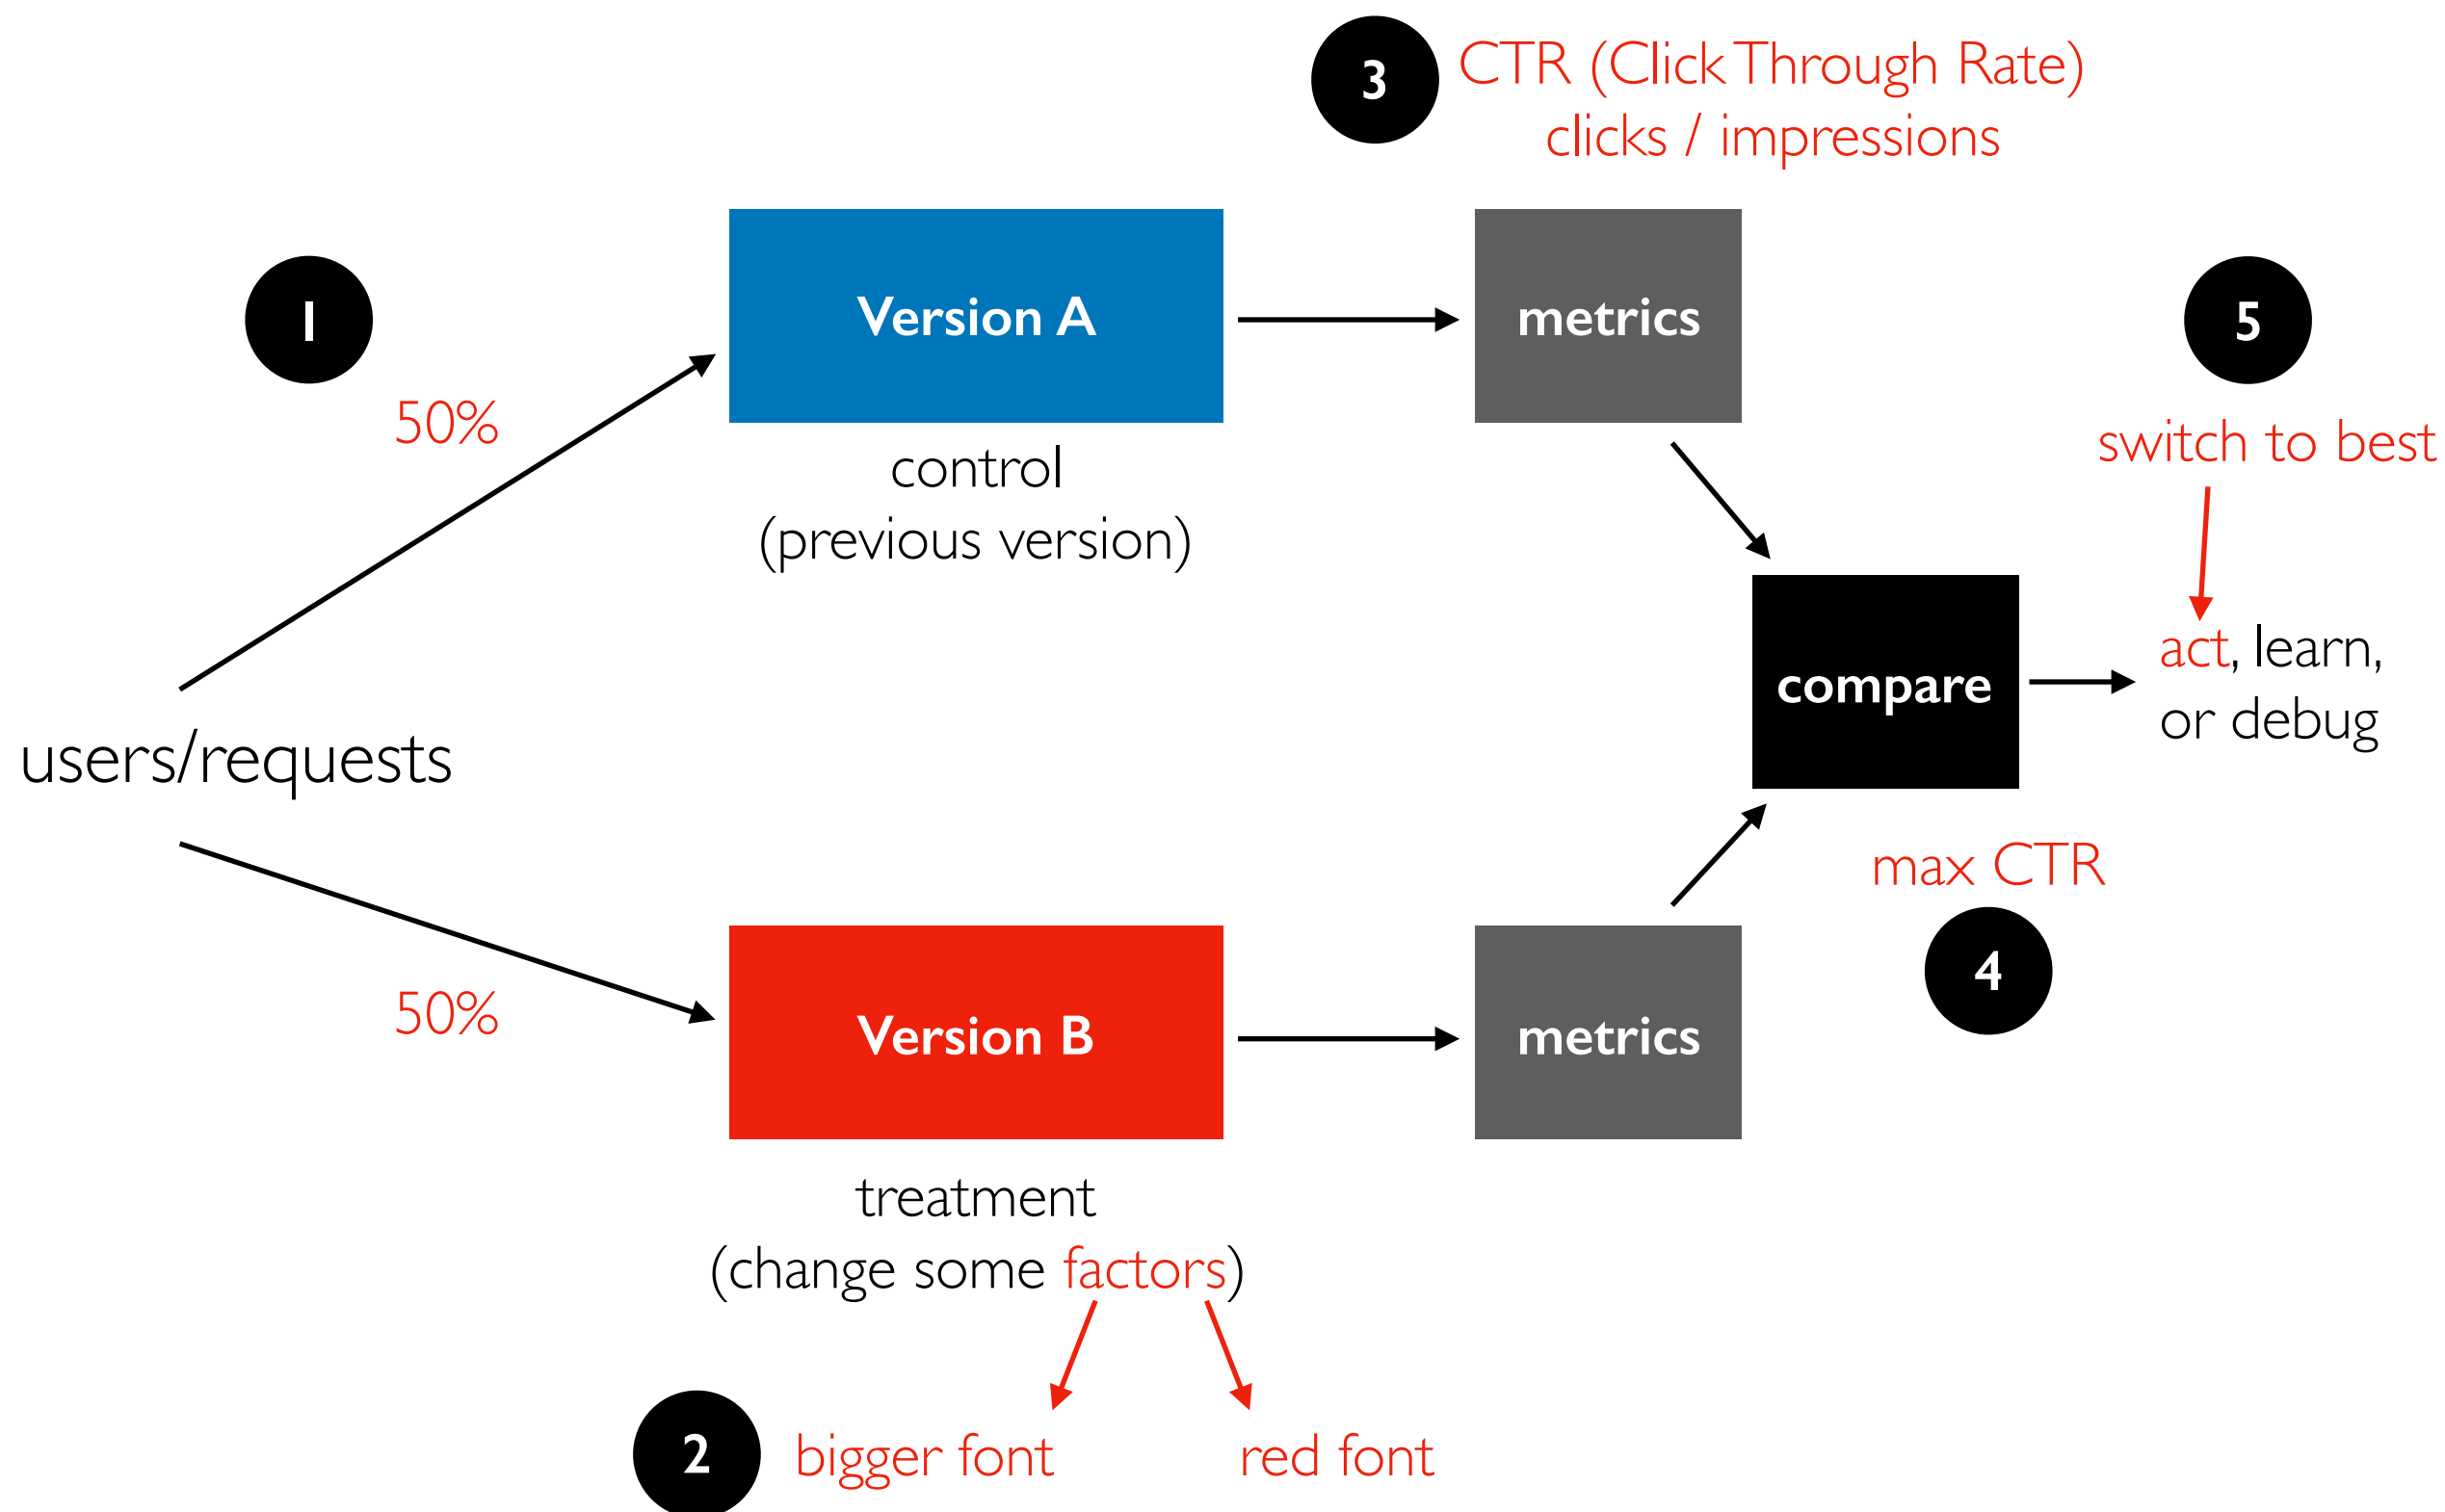 3
CTR (Click Through Rate)
clicks / impressions
1
50%
Version A
metrics
5
control
(previous version)
switch to best
users/requests
compare
act, learn,
or debug
max CTR
4
50%
Version B
metrics
treatment
(change some factors)
2
bigger font
red font